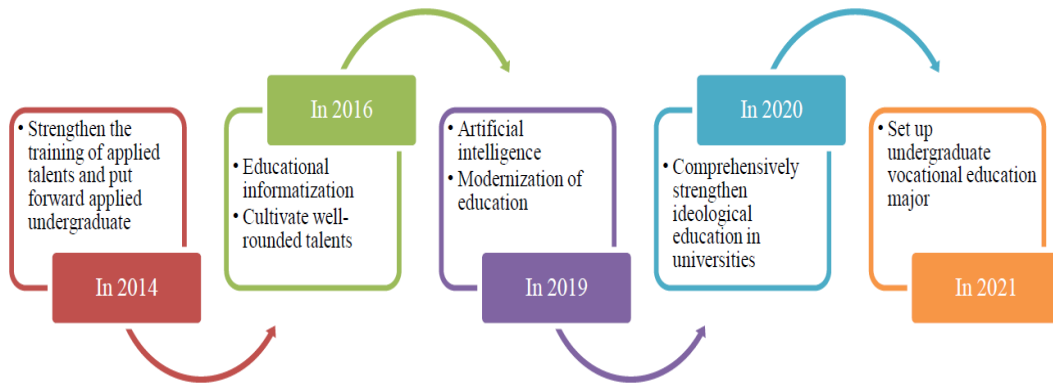 • Strengthen the
training of applied
talents and put
forward applied
undergraduate
In 2014
In 2016
• Educational
informatization
• Cultivate well-
rounded talents
• Artificial
intelligence
• Modernization of
education
In 2019
In 2020
• Comprehensively
strengthen
ideological
education in
universities
• Set up
undergraduate
vocational education
major
In 2021